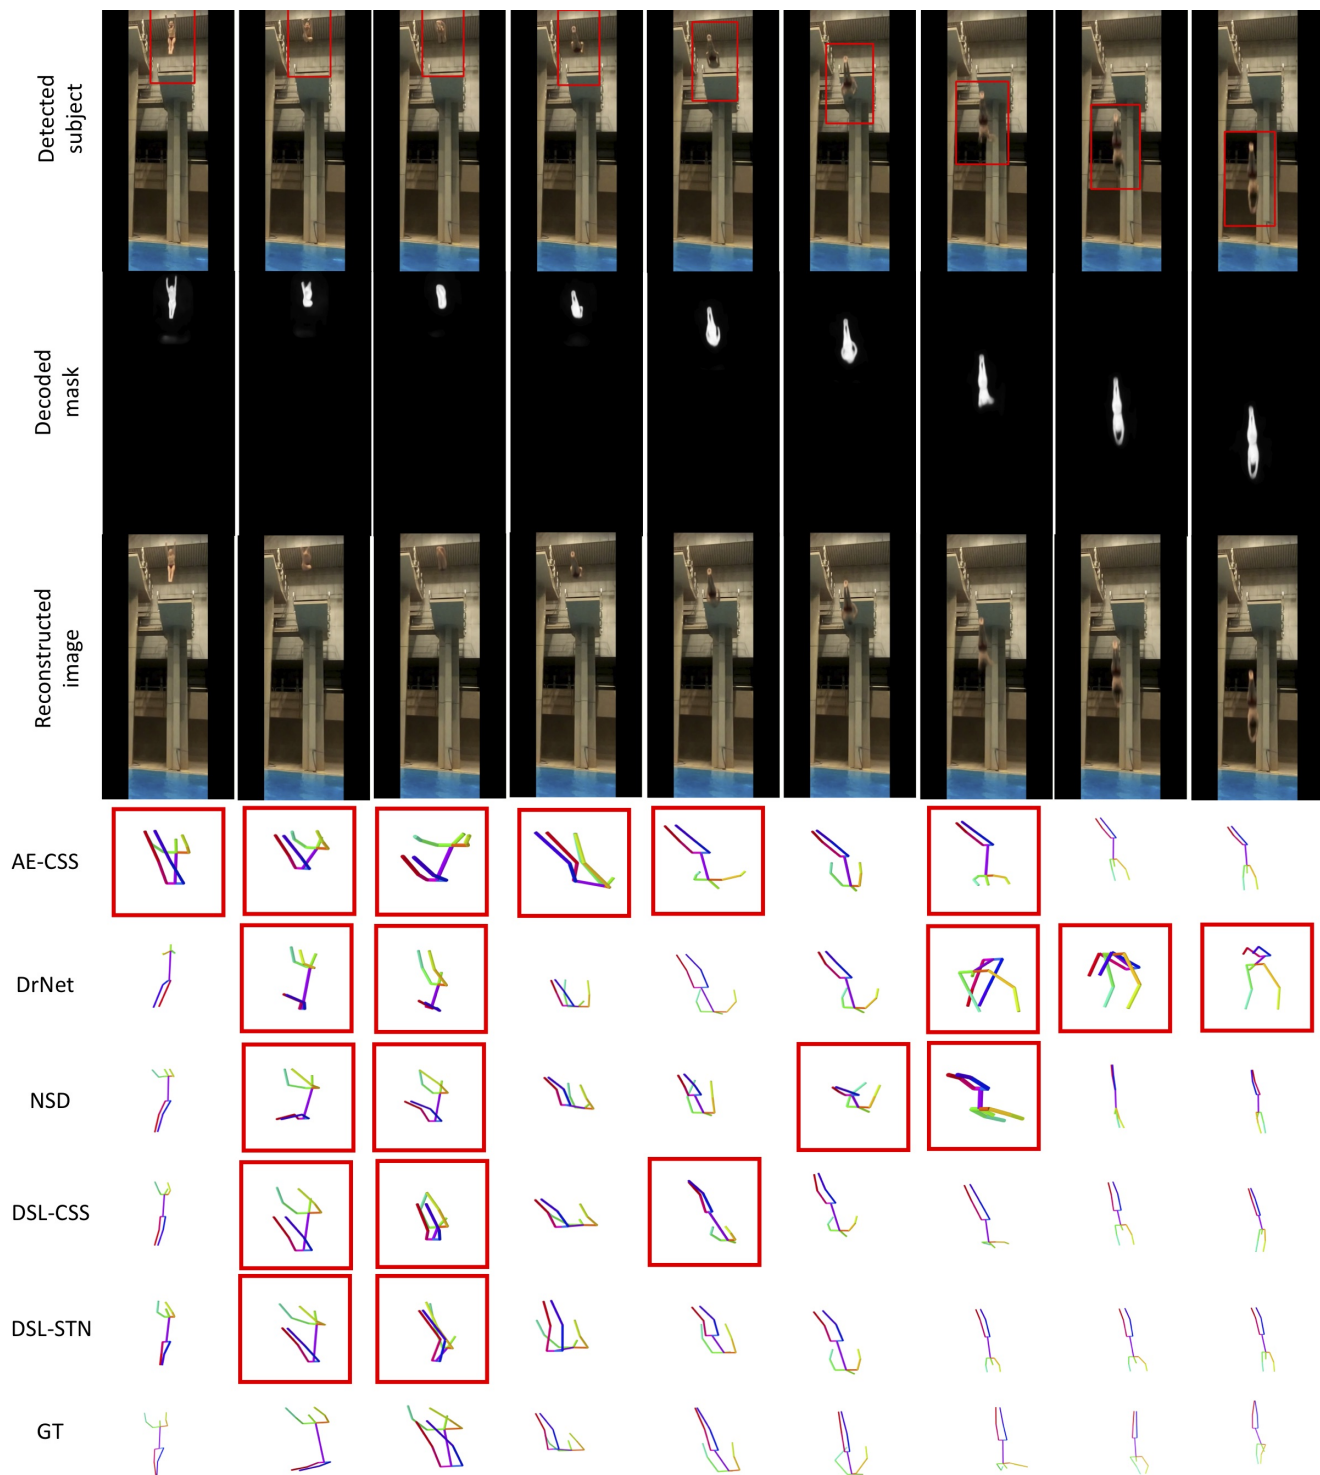 Detected
subject
Decoded
mask
Reconstructed
image
AE-CSS
DrNet
NSD
DSL-CSS
DSL-STN
GT